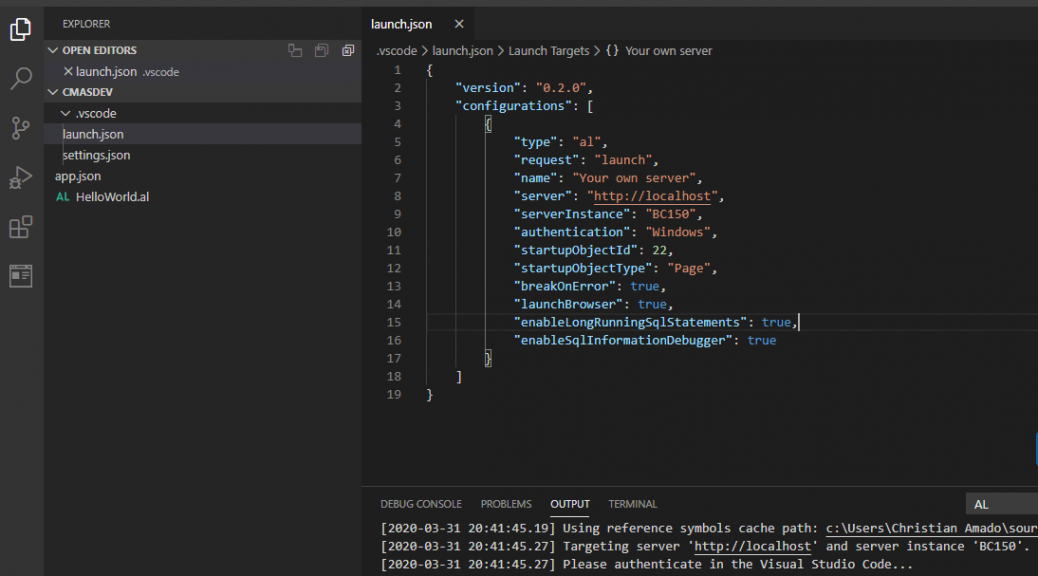 EXPLORER
OPEN EDITORS
launch.json .vscode
CMASDEV
.vscode
launch.json
settings.json
app.json
AL HelloWorld.al
launch.json
.vscode > launch.json > Launch Targets > {} Your own server
1 {
2 "version": "0.2.0",
3 "configurations": [
4 {
5 "type": "al",
6 "request": "launch",
7 "name": "Your own server",
8 "server": "http://localhost",
9 "serverInstance": "BC150",
10 "authentication": "Windows",
11 "startupObjectId": 22,
12 "startupObjectType": "Page",
13 "breakOnError": true,
14 "launchBrowser": true,
15 "enableLongRunningSqlStatements": true,
16 "enableSqlInformationDebugger": true
17 }
18 ]
19 }
DEBUG CONSOLE PROBLEMS OUTPUT TERMINAL AL
[2020-03-31 20:41:45.19] Using reference symbols cache path: c:\Users\Christian Amado\sour
[2020-03-31 20:41:45.27] Targeting server 'http://localhost' and server instance 'BC150'.
[2020-03-31 20:41:45.27] Please authenticate in the Visual Studio Code...